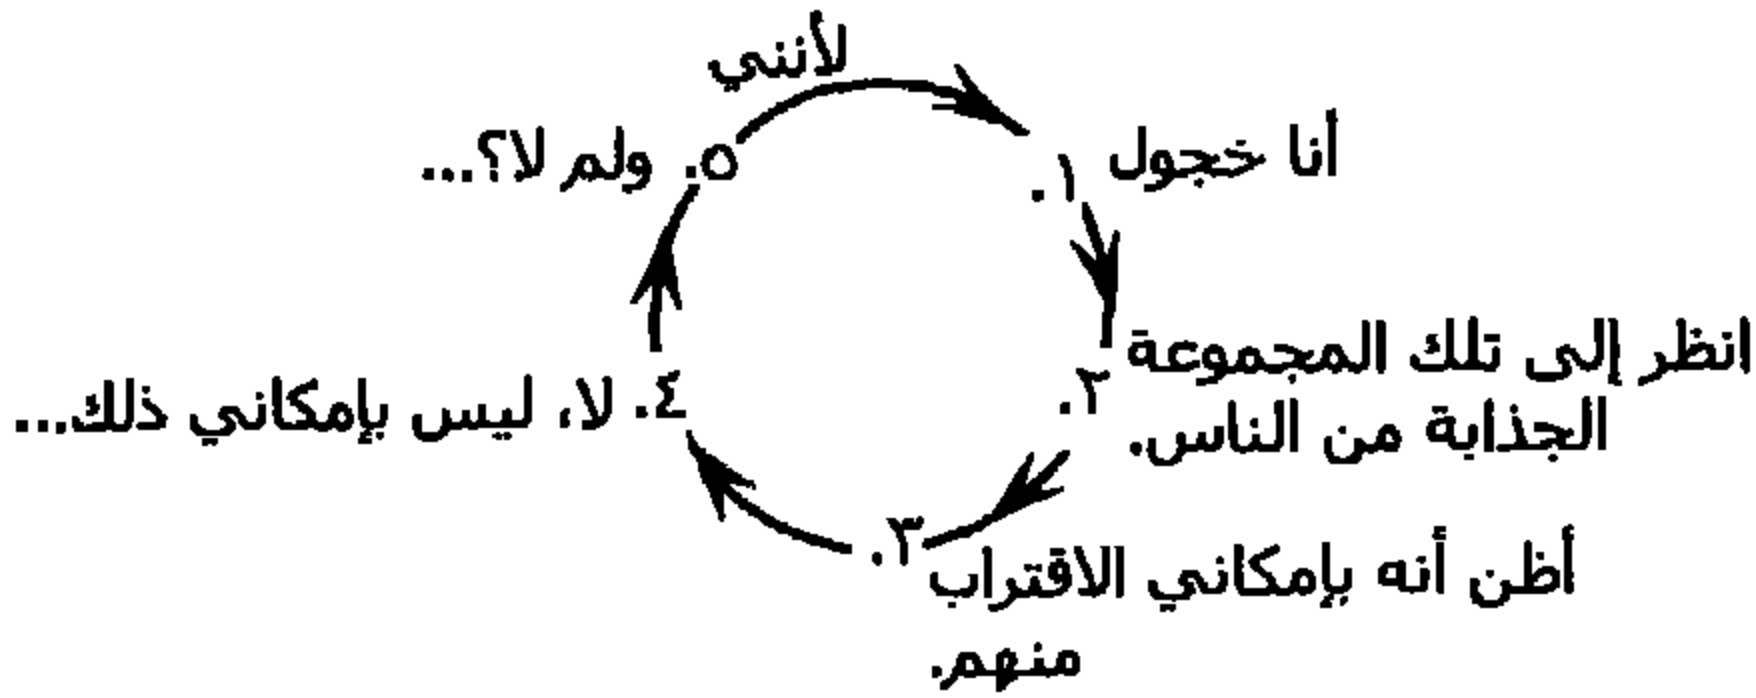 لأنني
١. أنا خجول
٢. انظر إلى تلك المجموعة
الجذابة من الناس.
٣. أظن أنه بإمكاني الاقتراب
منهم.
٤. لا، ليس بإمكاني ذلك...
٥. ولم لا؟...